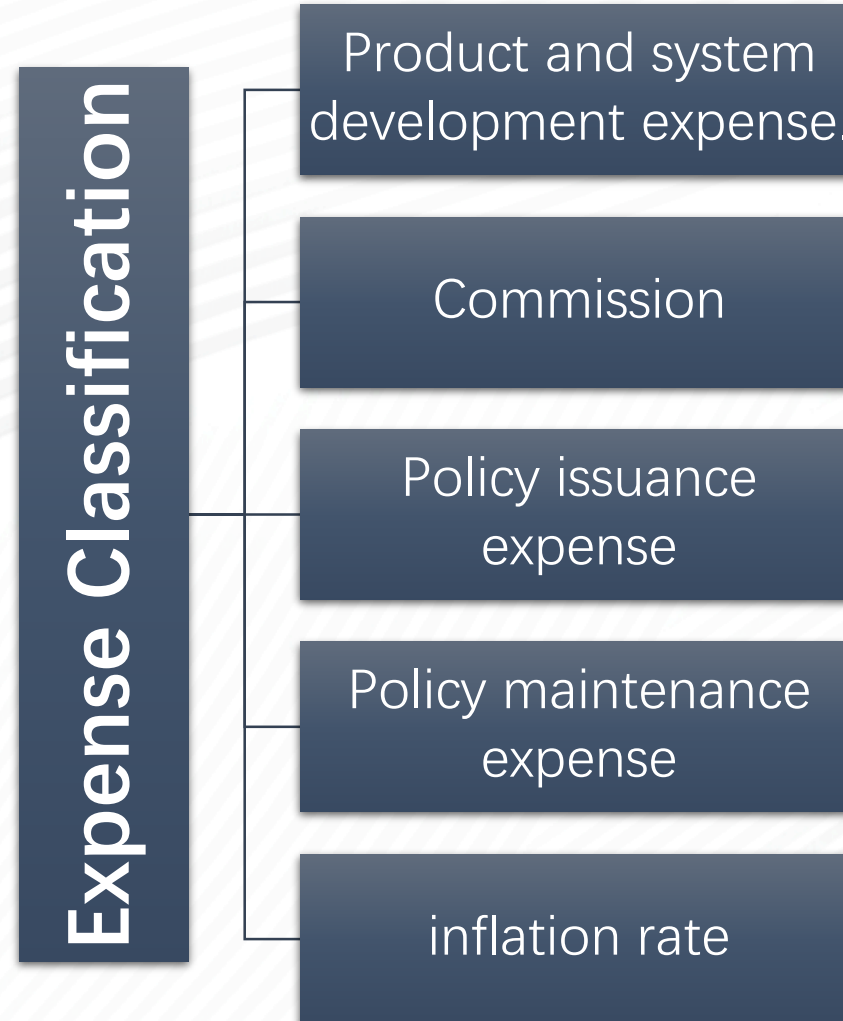 Expense Classification
Product and system
development expense.
Commission
Policy issuance
expense
Policy maintenance
expense
inflation rate